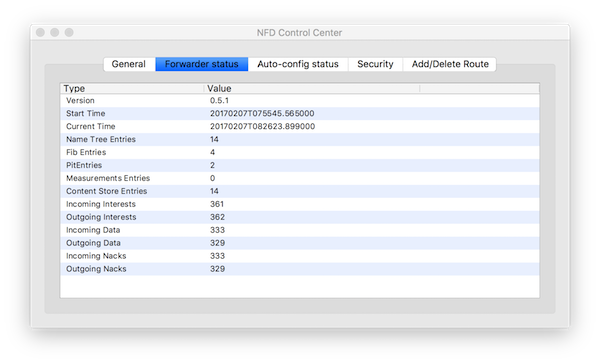 NFD Control Center
General Forwarder status Auto-config status Security Add/Delete Route
Type Value
Version 0.5.1
Start Time 20170207T075545.565000
Current Time 20170207T082623.899000
Name Tree Entries 14
Fib Entries 4
PitEntries 2
Measurements Entries 0
Content Store Entries 14
Incoming Interests 361
Outgoing Interests 362
Incoming Data 333
Outgoing Data 329
Incoming Nacks 333
Outgoing Nacks 329